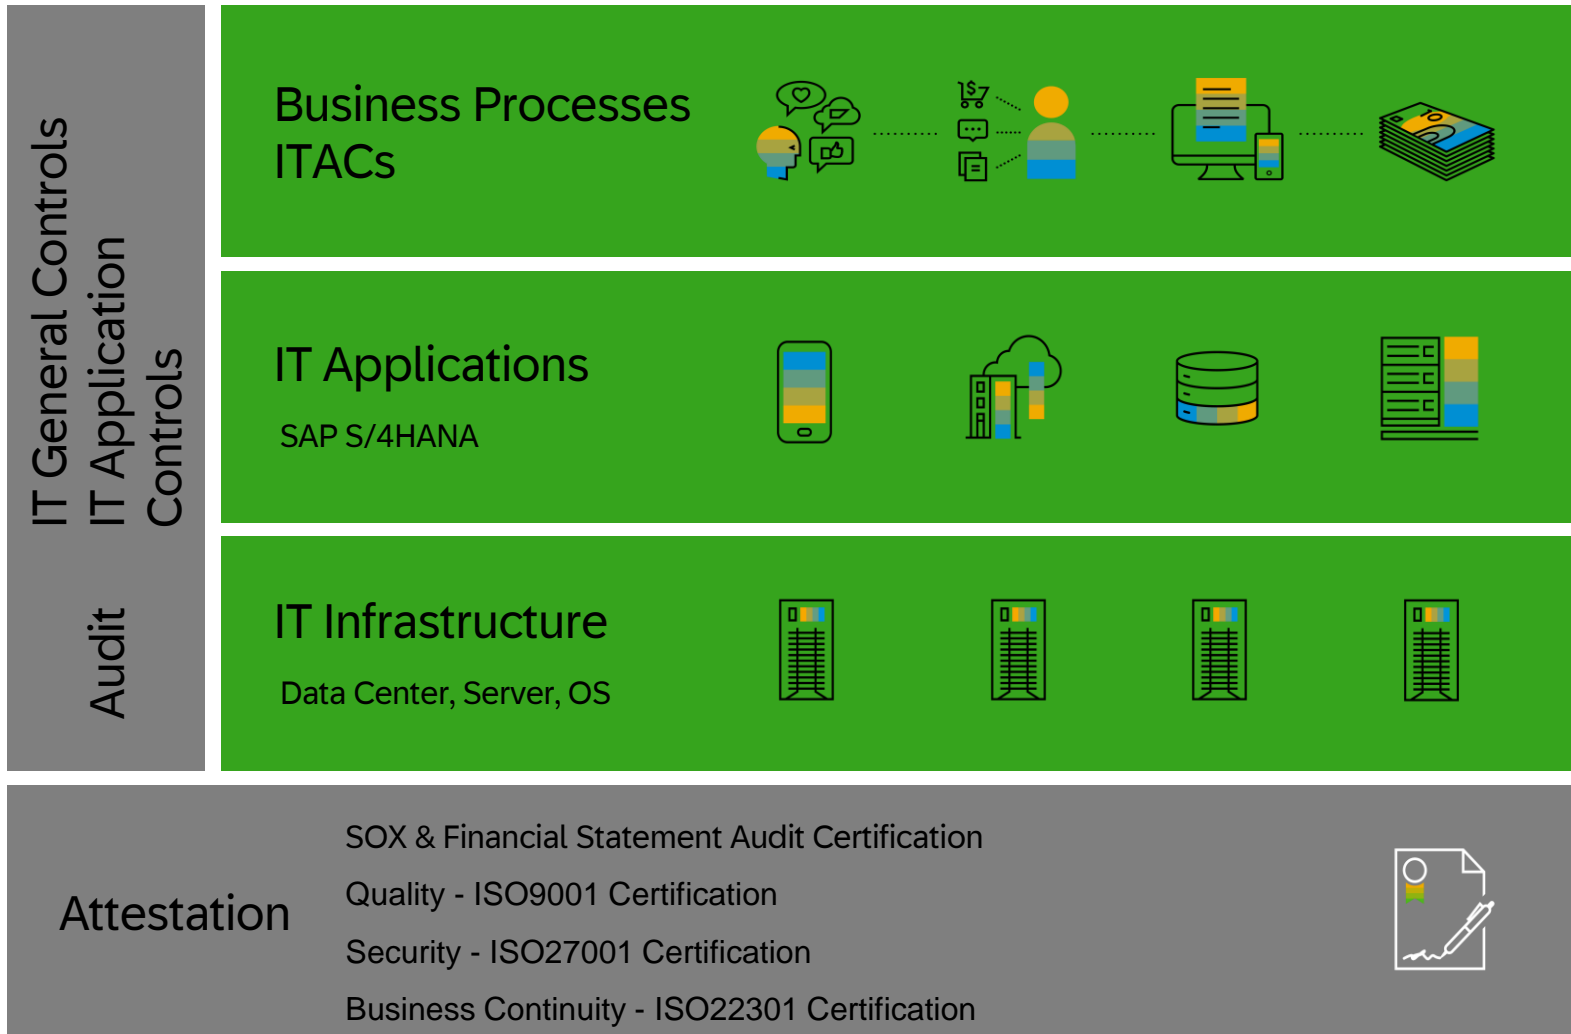 IT General Controls
IT Application
Controls
Audit
Business Processes
ITACs
$
10
IT Applications
SAP S/4HANA
IT Infrastructure
Data Center, Server, OS
Attestation
SOX & Financial Statement Audit Certification
Quality - ISO9001 Certification
Security - ISO27001 Certification
Business Continuity - ISO22301 Certification